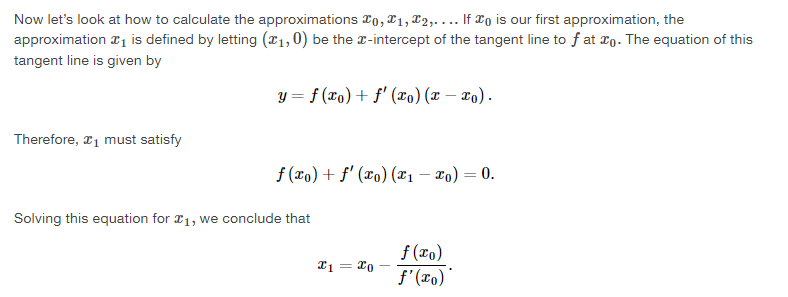 Now let's look at how to calculate the approximations x₀, x₁, x₂,. . . . If x₀ is our first approximation, the
approximation x₁ is defined by letting (x₁, 0) be the x-intercept of the tangent line to f at x₀. The equation of this
tangent line is given by
y = f (x₀) + f′ (x₀) (x − x₀) .
Therefore, x₁ must satisfy
f (x₀) + f′ (x₀) (x₁ − x₀) = 0.
Solving this equation for x₁, we conclude that
x₁ = x₀ − f (x₀) / f'(x₀) .